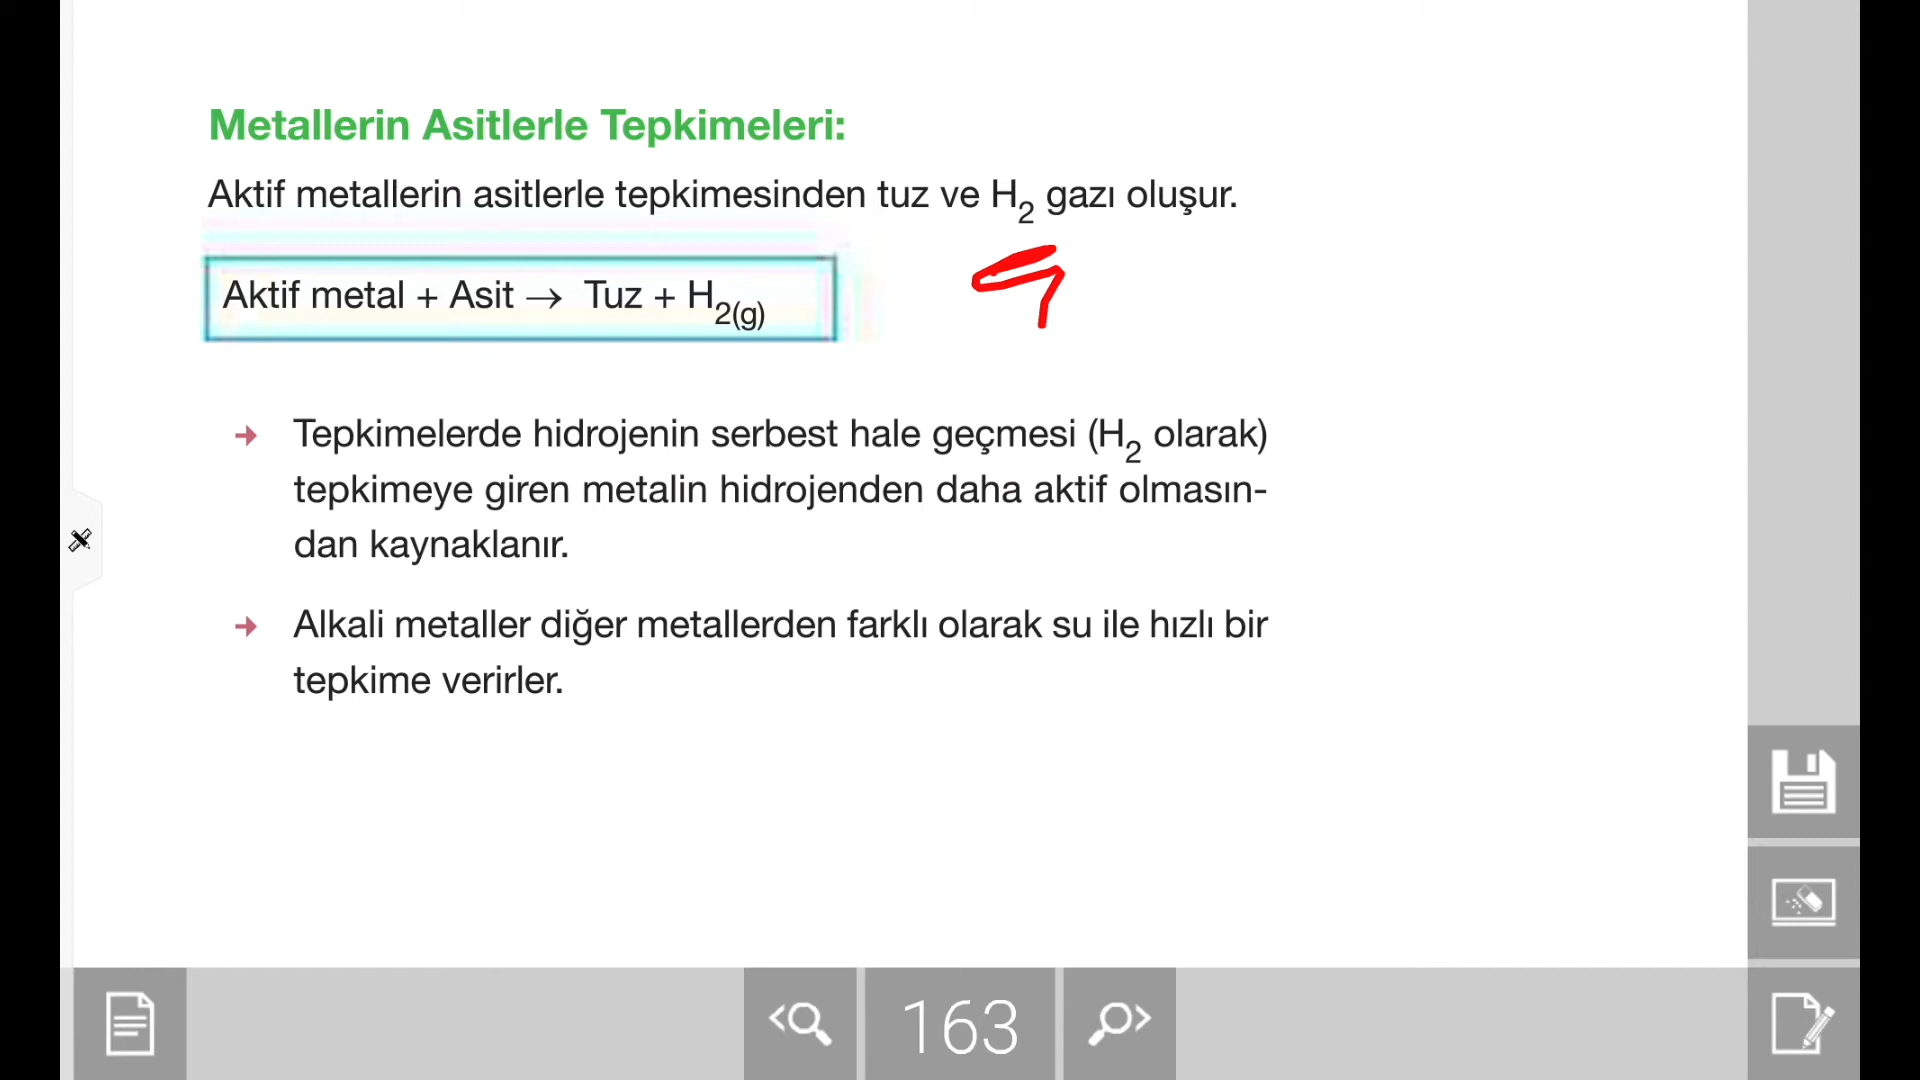 Metallerin Asitlerle Tepkimeleri:
Aktif metallerin asitlerle tepkimesinden tuz ve H₂ gazı oluşur.
Aktif metal + Asit → Tuz + H₂(g)
→ Tepkimelerde hidrojenin serbest hale geçmesi (H₂ olarak)
tepkimeye giren metalin hidrojenden daha aktif olmasın-
dan kaynaklanır.
→ Alkali metaller diğer metallerden farklı olarak su ile hızlı bir
tepkime verirler.
163